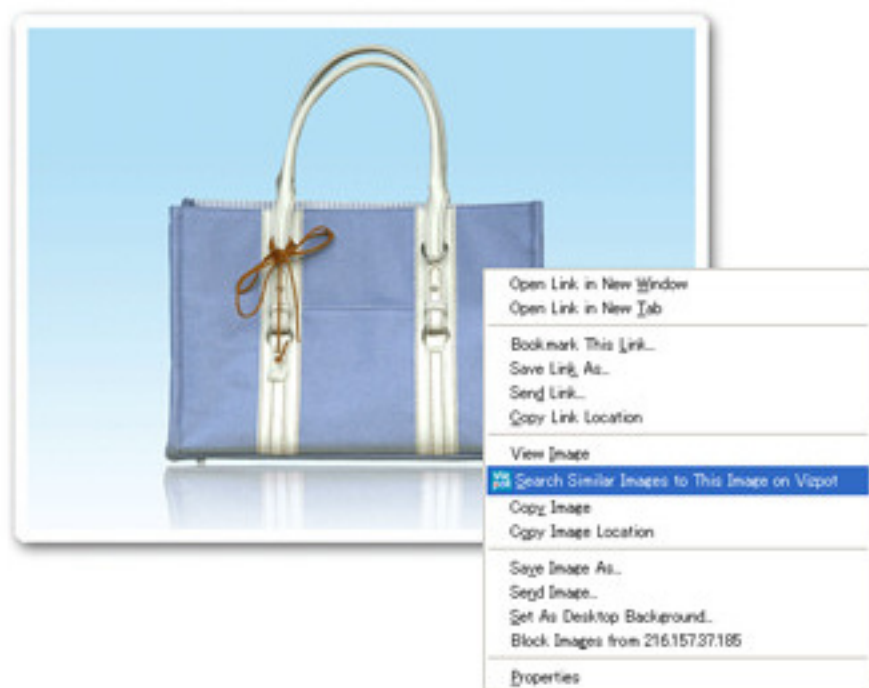 Open Link in New Window
Open Link in New Tab
Bookmark This Link...
Save Link As...
Send Link...
Copy Link Location
View Image
Viz pot Search Similar Images to This Image on Vizpot
Copy Image
Copy Image Location
Save Image As...
Send Image...
Set As Desktop Background...
Block Images from 216.157.37.185
Properties